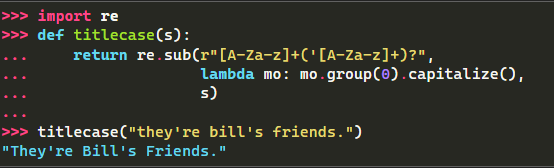 >>> import re
>>> def titlecase(s):
...     return re.sub(r"[A-Za-z]+('[A-Za-z]+)?",
...                   lambda mo: mo.group(0).capitalize(),
...                   s)
...
>>> titlecase("they're bill's friends.")
"They're Bill's Friends."